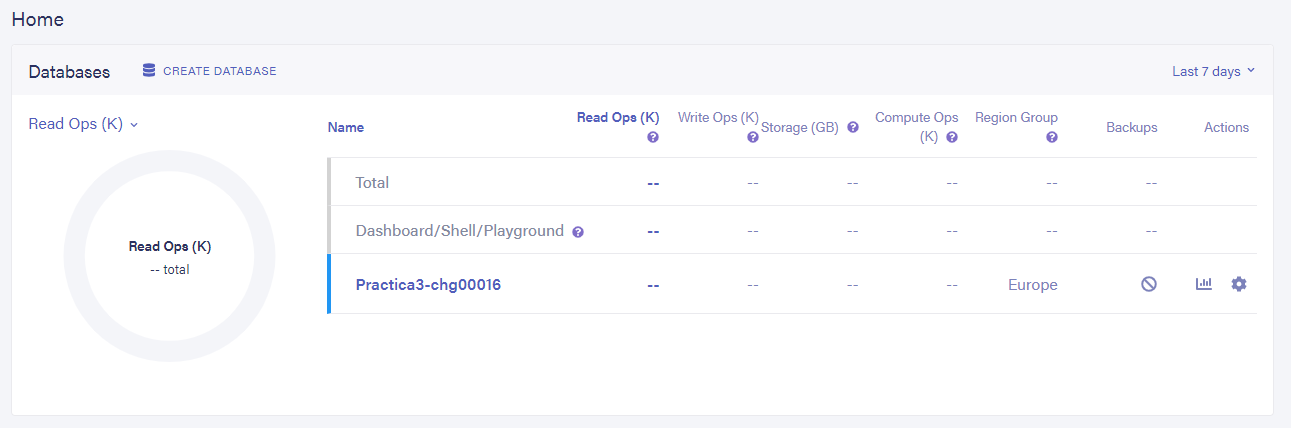 Home
Databases CREATE DATABASE Last 7 days
Read Ops (K)
Name Read Ops (K) Write Ops (K) Storage (GB) Compute Ops (K) Region Group Backups Actions
Total -- -- -- -- -- --
Dashboard/Shell/Playground -- -- -- -- -- --
Practica3-chg00016 -- -- -- -- Europe
Read Ops (K)
-- total